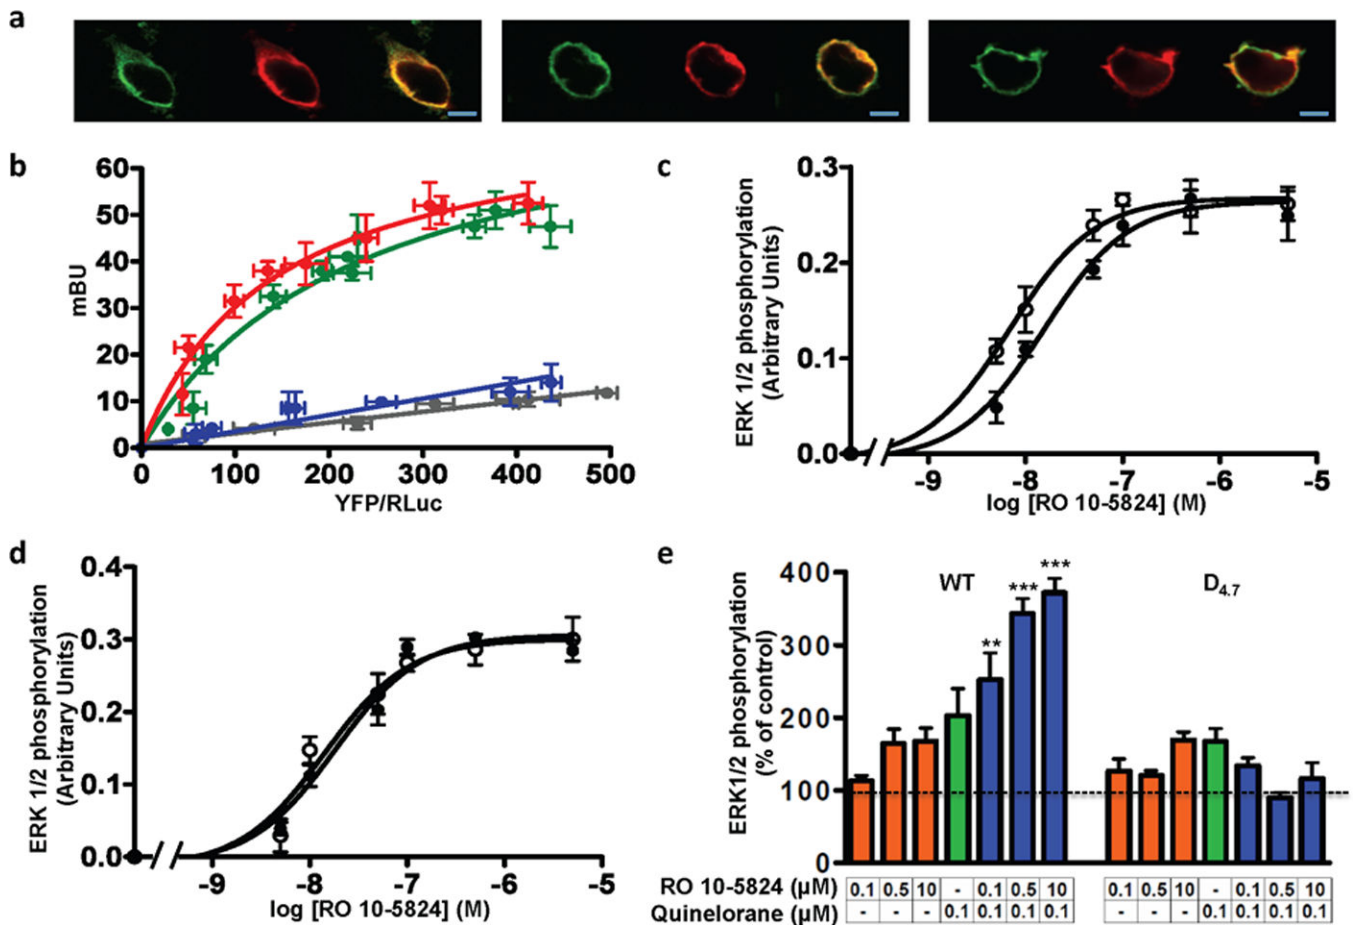 a
b
60
50
40
30
20
10
0
mBU
0 100 200 300 400 500
YFP/RLuc
c
0.3
0.2
0.1
0.0
ERK 1/2 phosphorylation
(Arbitrary Units)
-9 -8 -7 -6 -5
log [RO 10-5824] (M)
d
0.4
0.3
0.2
0.1
0.0
ERK 1/2 phosphorylation
(Arbitrary Units)
-9 -8 -7 -6 -5
log [RO 10-5824] (M)
e
400
300
200
100
0
ERK1/2 phosphorylation
(% of control)
WT
D4.7
**
***
***
RO 10-5824 (µM) 0.1 0.5 10 - 0.1 0.5 10 0.1 0.5 10 - 0.1 0.5 10
Quinelorane (µM) - - - 0.1 0.1 0.1 0.1 - - - 0.1 0.1 0.1 0.1